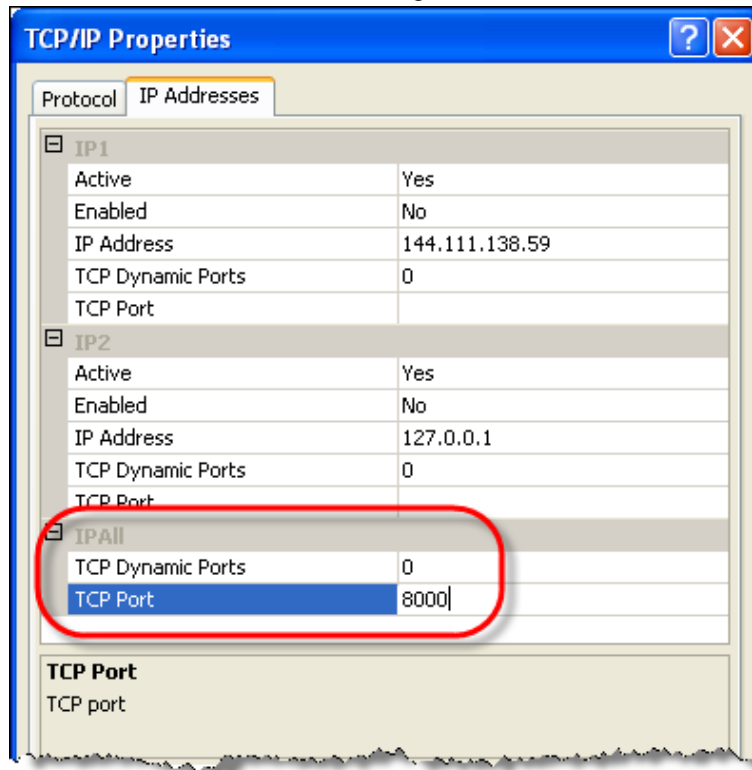 TCP/IP Properties
Protocol IP Addresses
IP1
Active Yes
Enabled No
IP Address 144.111.138.59
TCP Dynamic Ports 0
TCP Port
IP2
Active Yes
Enabled No
IP Address 127.0.0.1
TCP Dynamic Ports 0
TCP Port
IPAll
TCP Dynamic Ports 0
TCP Port 8000
TCP Port
TCP port